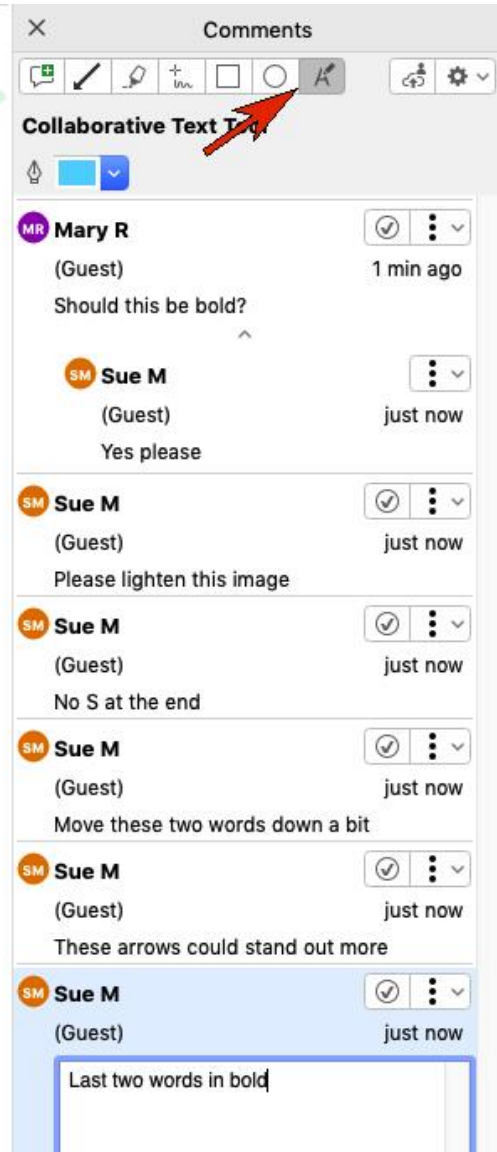 Comments
Collaborative Text Tool
MR Mary R
(Guest) 1 min ago
Should this be bold?
SM Sue M
(Guest) just now
Yes please
SM Sue M
(Guest) just now
Please lighten this image
SM Sue M
(Guest) just now
No S at the end
SM Sue M
(Guest) just now
Move these two words down a bit
SM Sue M
(Guest) just now
These arrows could stand out more
SM Sue M
(Guest) just now
Last two words in bold